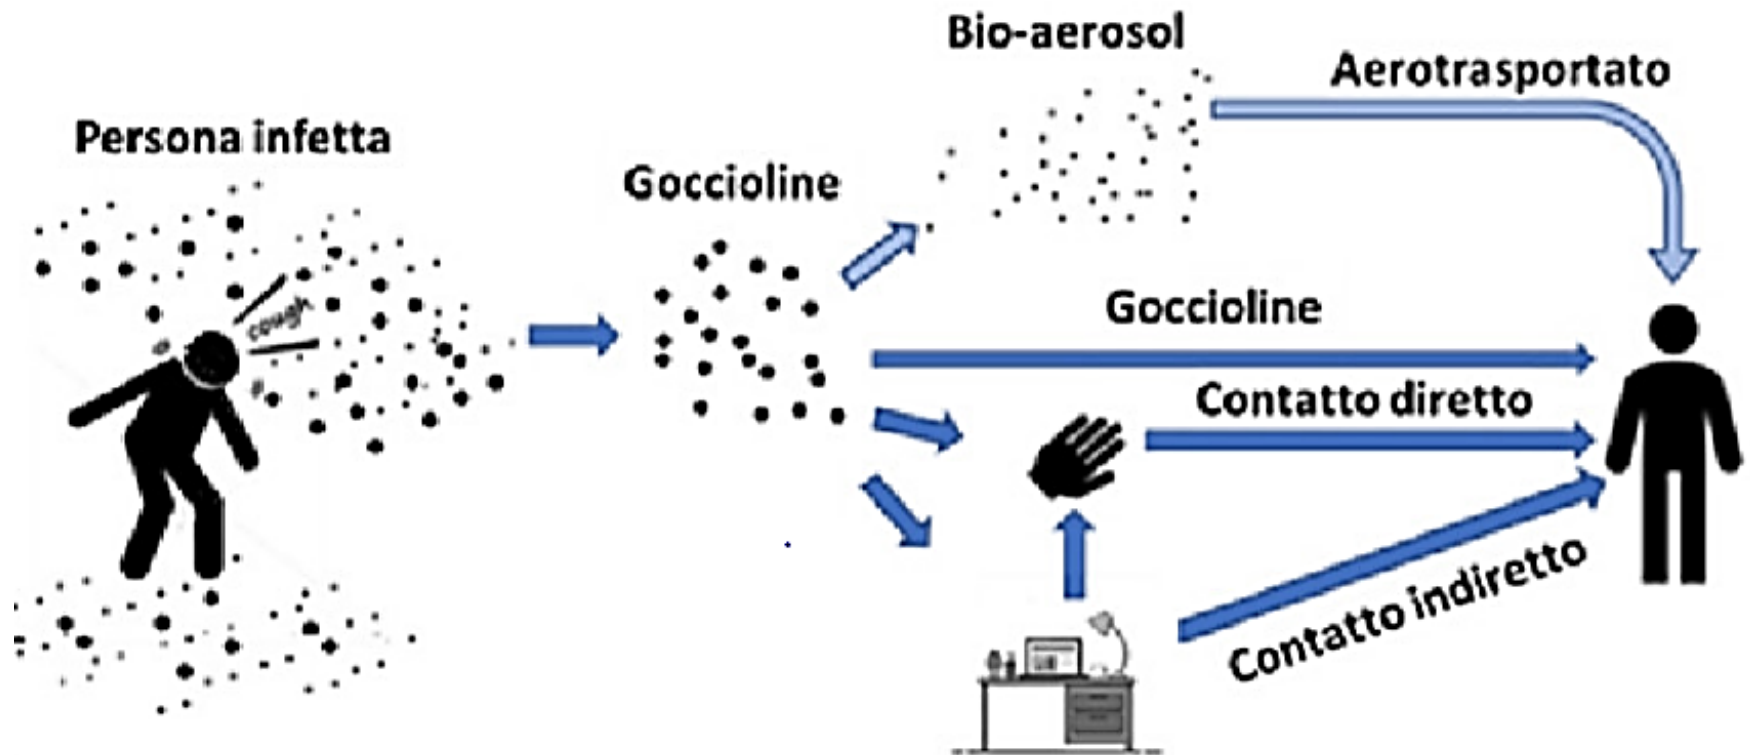 Bio-aerosol
Aerotrasportato
Persona infetta
Goccioline
cough
Goccioline
Contatto diretto
Contatto indiretto